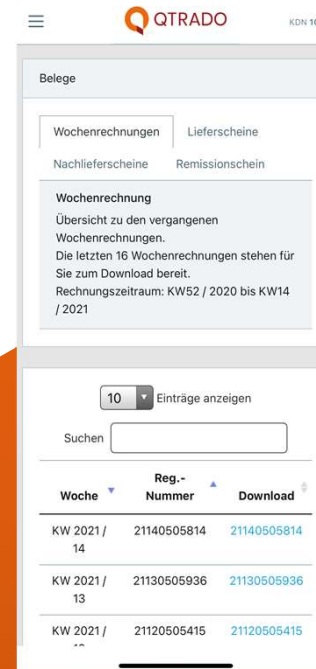 QTRADO
KDN 16
Belege
Wochenrechnungen Lieferscheine
Nachlieferscheine Remissionschein
Wochenrechnung
Übersicht zu den vergangenen
Wochenrechnungen.
Die letzten 16 Wochenrechnungen stehen für
Sie zum Download bereit.
Rechnungszeitraum: KW52 / 2020 bis KW14
/ 2021
10 Einträge anzeigen
Suchen
Woche Reg.-
Nummer Download
KW 2021 /
14 21140505814 21140505814
KW 2021 /
13 21130505936 21130505936
KW 2021 / 21120505415 21120505415